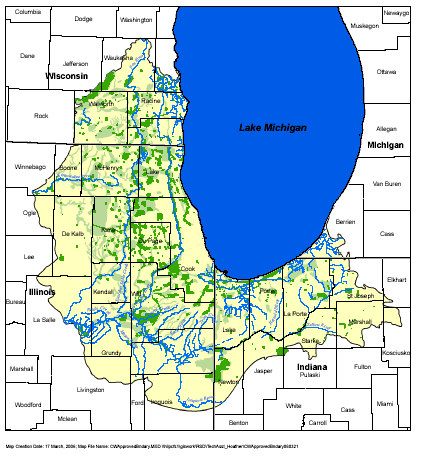 Columbia
Dodge
Washington
Newaygo
Muskegon
Dane
Jefferson
Waukesha
Wisconsin
Ottawa
Walworth
Racine
Rock
Lake Michigan
Allegan
Michigan
Winnebago
Boone
McHenry
Lake
Van Buren
Ogle
Berrien
De Kalb
Kane
Du Page
Cass
Lee
Cook
Elkhart
Illinois
Bureau
Kendall
Will
Porter
St Joseph
La Salle
Lake
La Porte
Marshall
Starke
Grundy
Kosciusko
Marshall
Newton
Jasper
Indiana
Pulaski
Fulton
Livingston
Woodford
Ford
Iroquois
White
Cass
Miami
Mclean
Benton
Carroll